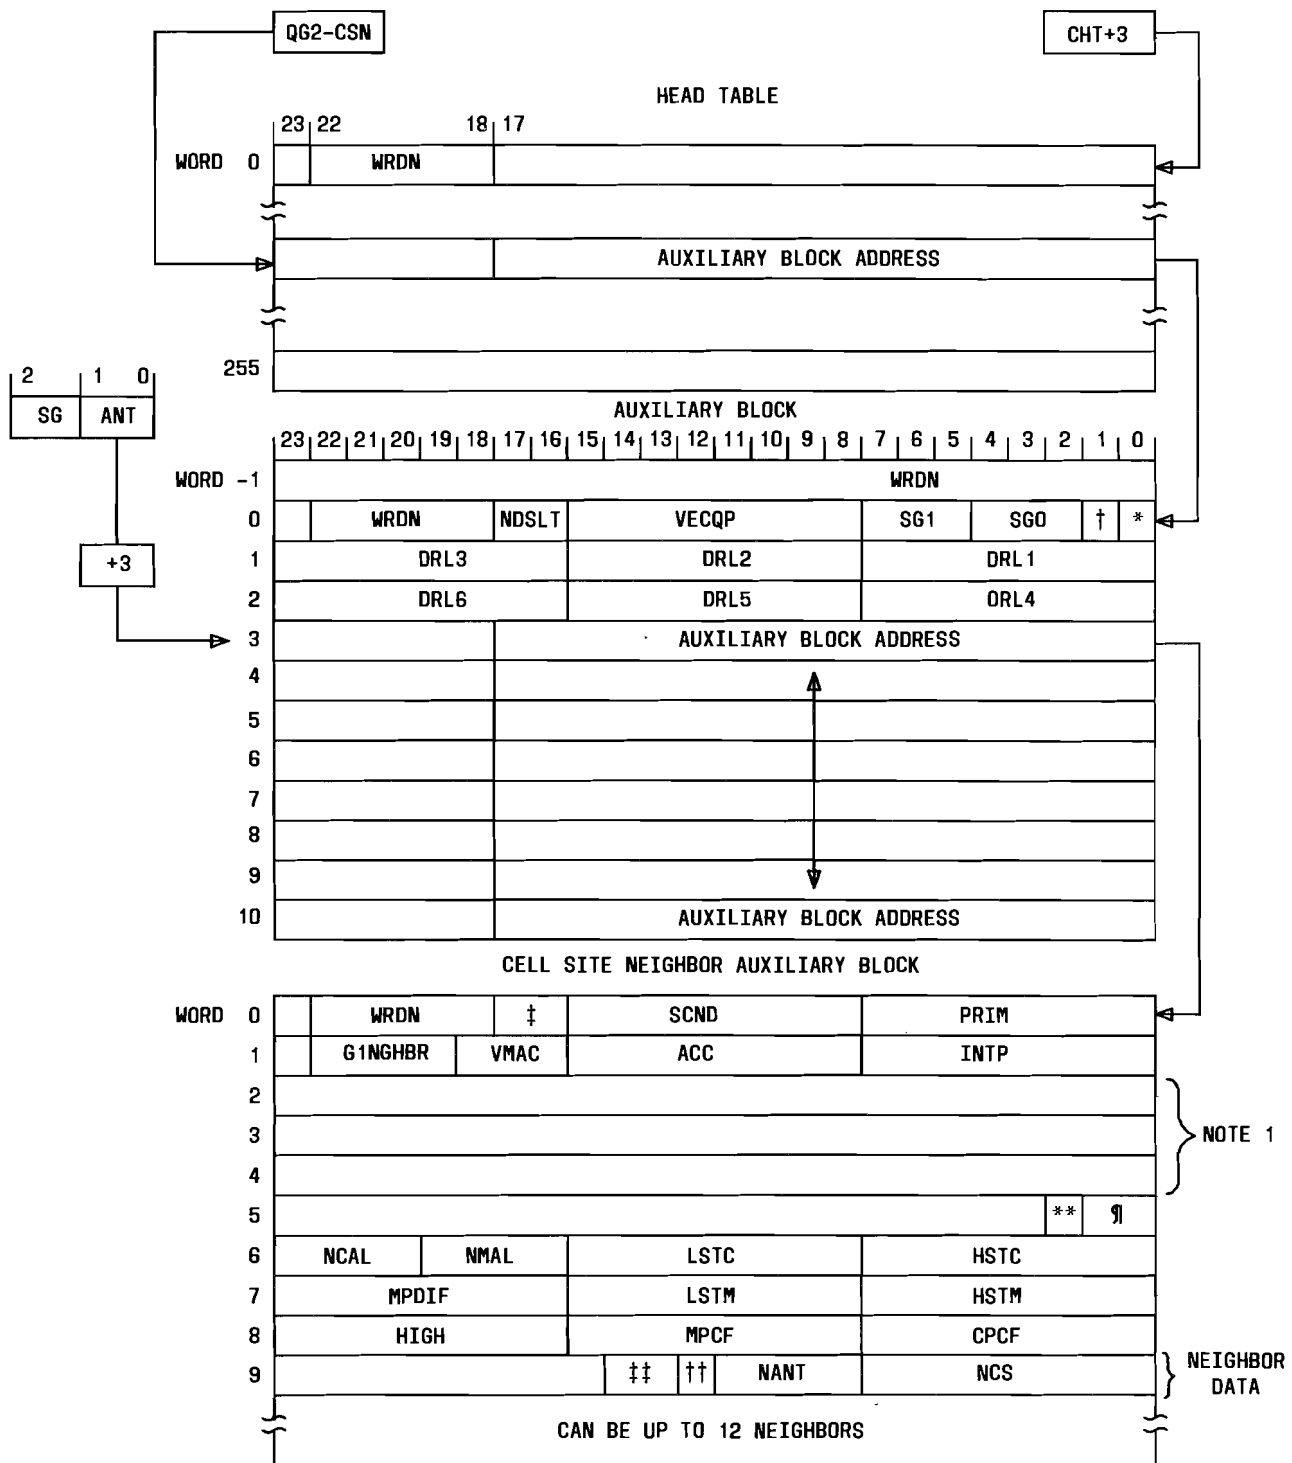 QG2-CSN CHT+3
HEAD TABLE
23 22 18 17
WORD 0 WRDN
AUXILIARY BLOCK ADDRESS
255
2 1 0
SG ANT
+3
AUXILIARY BLOCK
23 22 21 20 19 18 17 16 15 14 13 12 11 10 9 8 7 6 5 4 3 2 1 0
WORD -1 WRDN
0 WRDN NDSLT VECQP SG1 SGO † *
1 DRL3 DRL2 DRL1
2 DRL6 DRL5 ORL4
3 AUXILIARY BLOCK ADDRESS
4
5
6
7
8
9
10 AUXILIARY BLOCK ADDRESS
CELL SITE NEIGHBOR AUXILIARY BLOCK
WORD 0 WRDN ‡ SCND PRIM
1 G1NGHBR VMAC ACC INTP
2
3 NOTE 1
4
5 ** ¶
6 NCAL NMAL LSTC HSTC
7 MPDIF LSTM HSTM
8 HIGH MPCF CPCF
9 ‡‡ †† NANT NCS NEIGHBOR DATA
CAN BE UP TO 12 NEIGHBORS